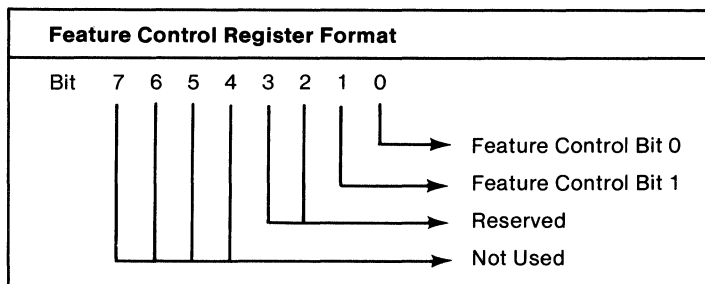 Feature Control Register Format
Bit 7 6 5 4 3 2 1 0
Feature Control Bit 0
Feature Control Bit 1
Reserved
Not Used